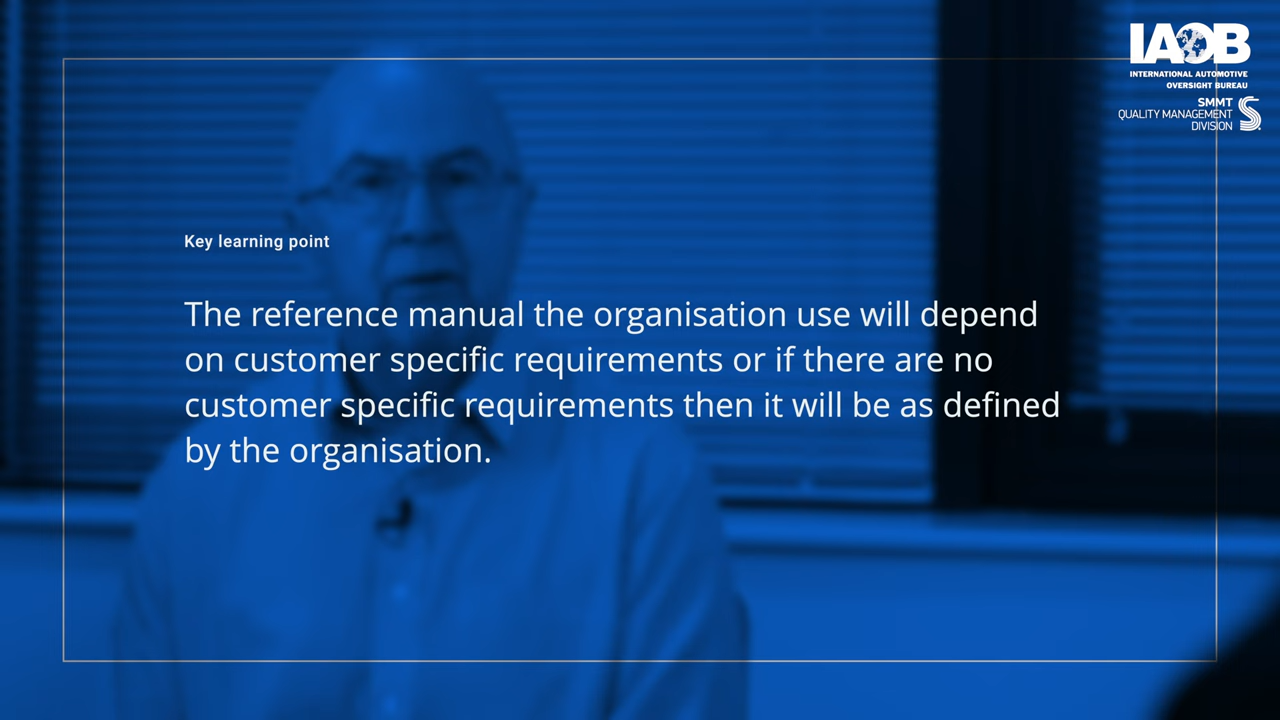 IAOB
INTERNATIONAL AUTOMOTIVE
OVERSIGHT BUREAU
SMMT
QUALITY MANAGEMENT
DIVISION
Key learning point
The reference manual the organisation use will depend
on customer specific requirements or if there are no
customer specific requirements then it will be as defined
by the organisation.